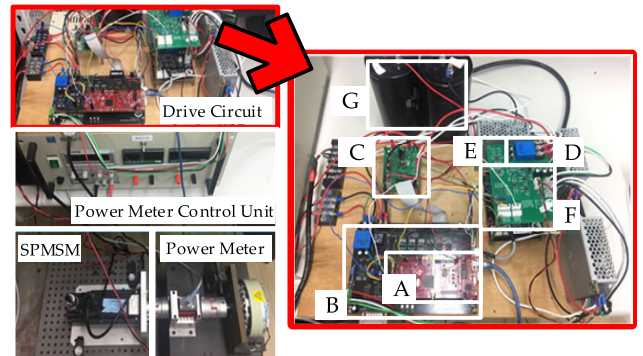 Drive Circuit
Power Meter Control Unit
SPMSM
Power Meter
G
C
E
D
F
A
B